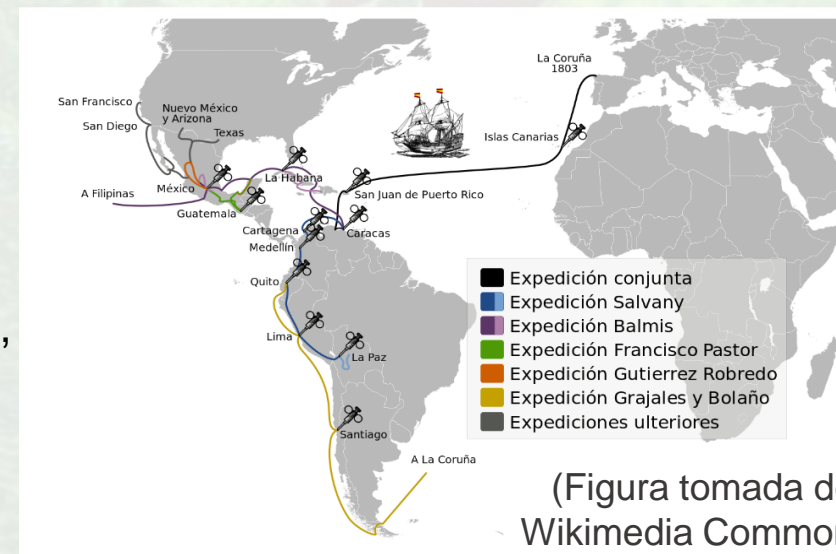 La Coruña
1803
San Francisco
Nuevo México
y Arizona
San Diego
Texas
Islas Canarias
A Filipinas
México
La Habana
San Juan de Puerto Rico
Guatemala
Cartagena
Caracas
Medellín
Quito
Lima
La Paz
Santiago
A La Coruña
Expedición conjunta
Expedición Salvany
Expedición Balmis
Expedición Francisco Pastor
Expedición Gutierrez Robredo
Expedición Grajales y Bolaño
Expediciones ulteriores
,
(Figura tomada de
Wikimedia Common